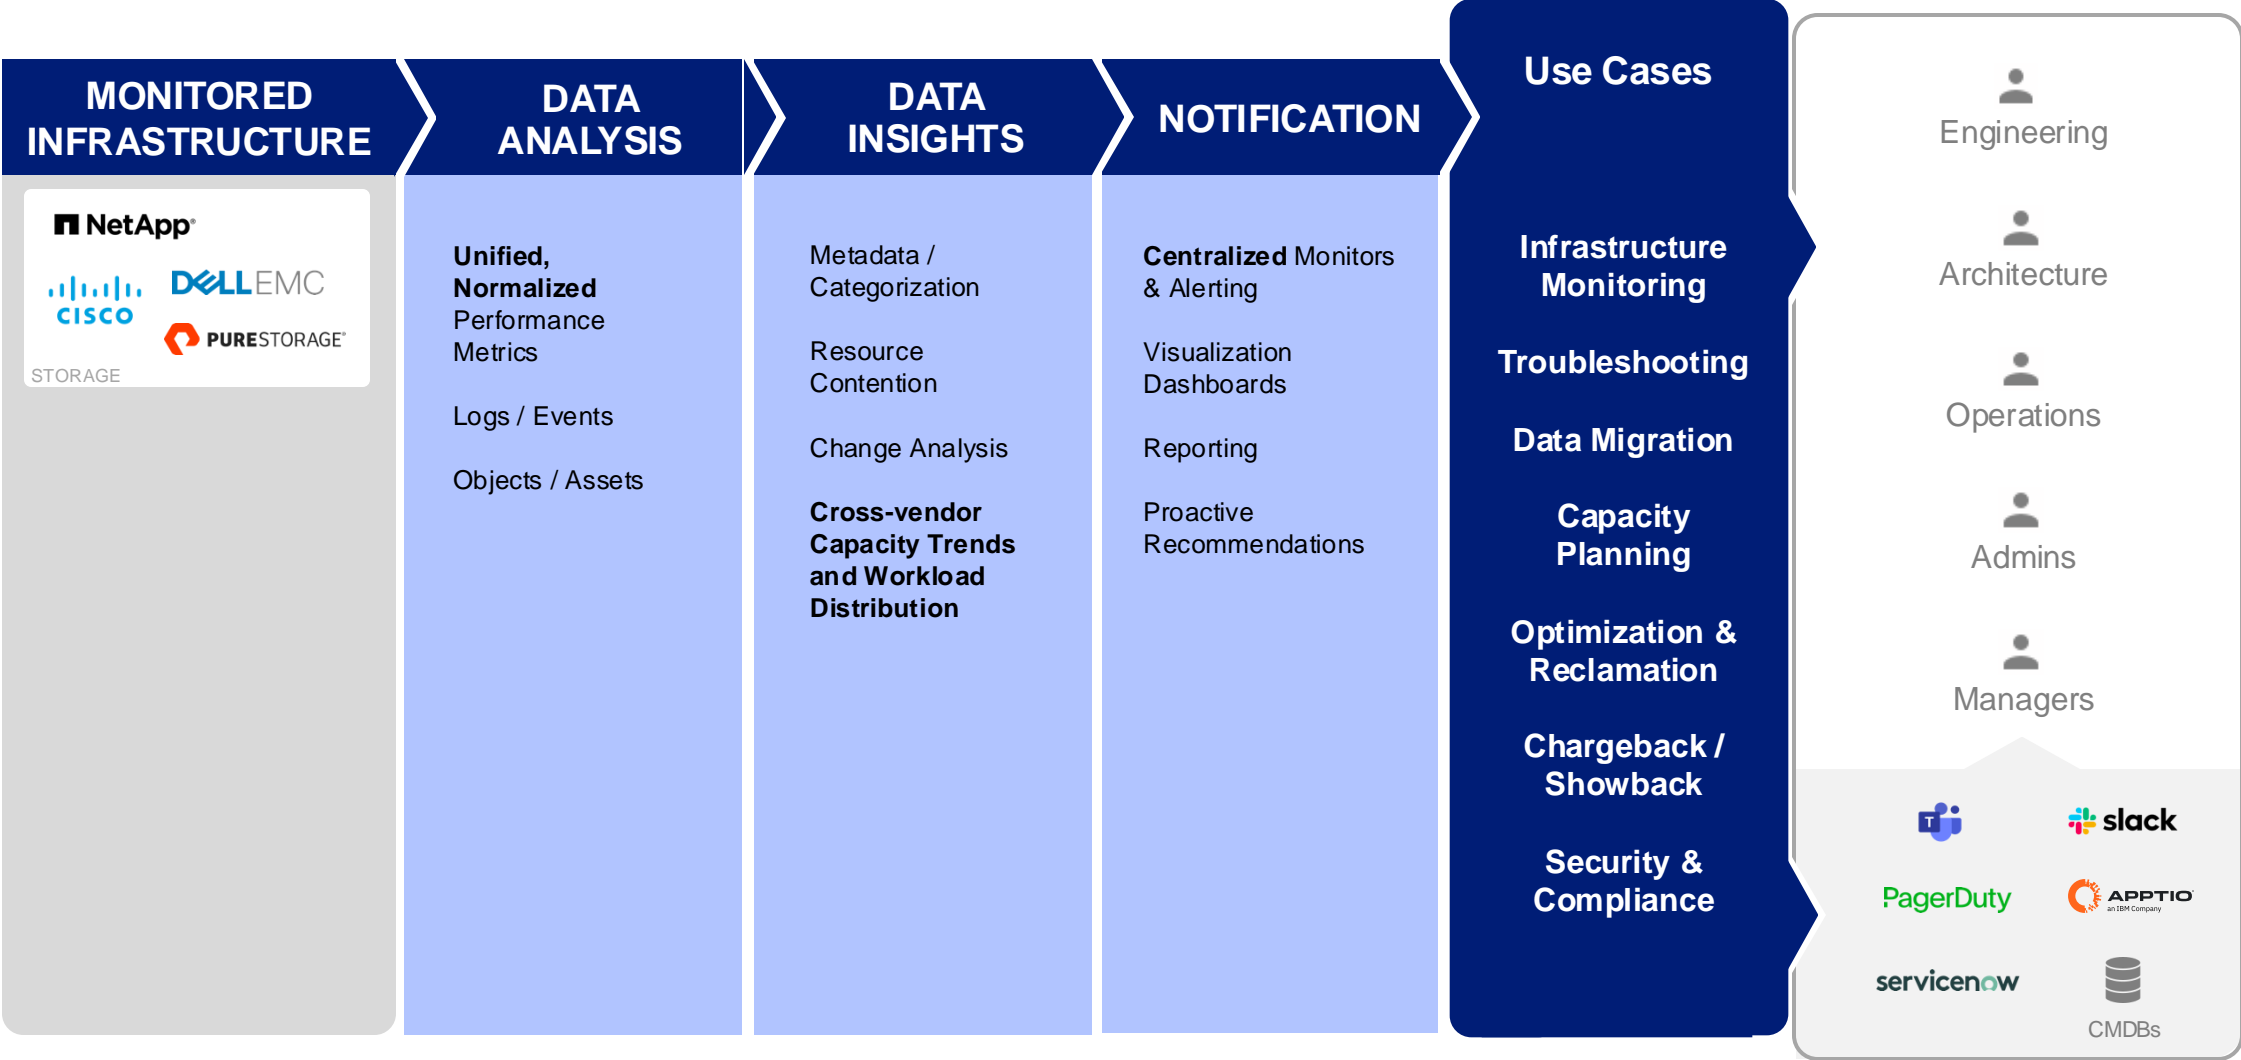 MONITORED
INFRASTRUCTURE
NetApp®
CISCO
DELLEMC
PURESTORAGE®
STORAGE
DATA
ANALYSIS
Unified,
Normalized
Performance
Metrics
Logs / Events
Objects / Assets
DATA
INSIGHTS
Metadata /
Categorization
Resource
Contention
Change Analysis
Cross-vendor
Capacity Trends
and Workload
Distribution
NOTIFICATION
Centralized Monitors
& Alerting
Visualization
Dashboards
Reporting
Proactive
Recommendations
Use Cases
Infrastructure
Monitoring
Troubleshooting
Data Migration
Capacity
Planning
Optimization &
Reclamation
Chargeback /
Showback
Security &
Compliance
Engineering
Architecture
Operations
Admins
Managers
T
slack
PagerDuty
APPTIO
an IBM Company
servicenow
CMDBs